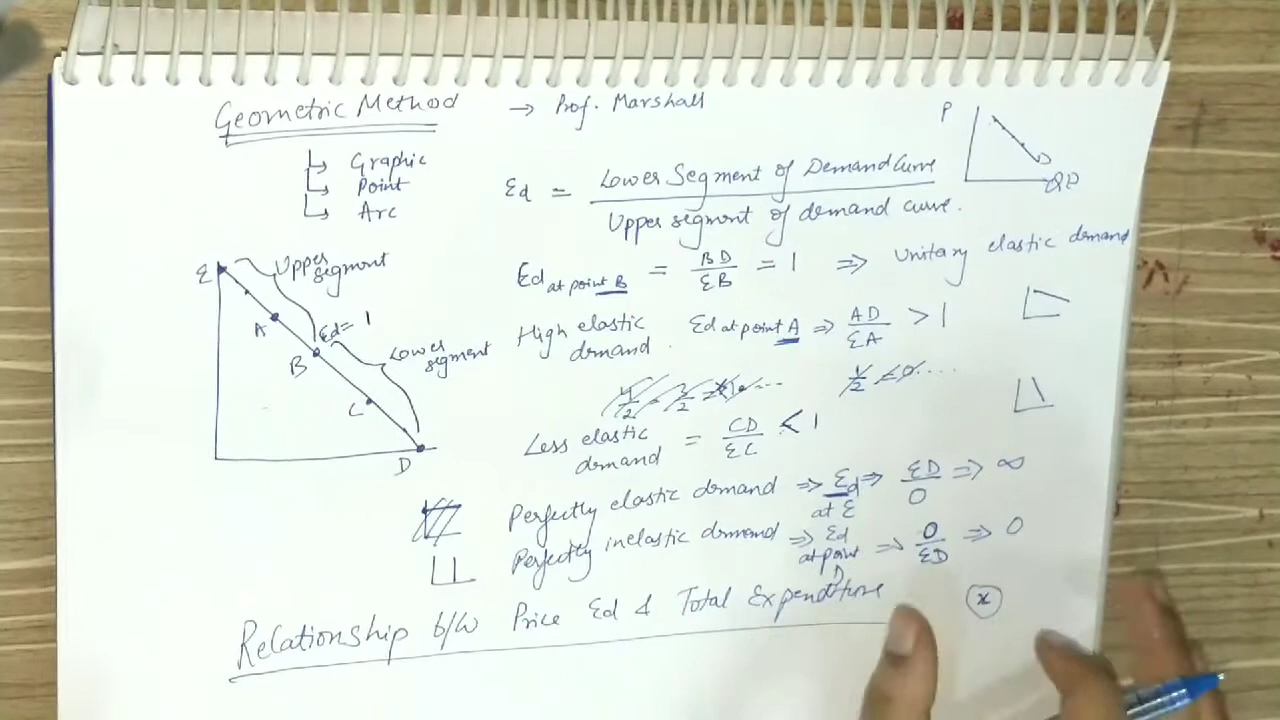 Geometric Method → Prof. Marshall
↳ Graphic
↳ Point
↳ Arc
P
QD
Ed = Lower Segment of Demand Curve
Upper segment of demand curve.
Ed at point B = BD/EB = 1 ⇒ Unitary elastic demand
High elastic demand. Ed at point A ⇒ AD/EA > 1
Less elastic demand = CD/EC < 1
Perfectly elastic demand ⇒ Ed at E ⇒ ED/0 ⇒ ∞
Perfectly inelastic demand ⇒ Ed at point D ⇒ 0/ED ⇒ 0
E
Upper segment
A
Ed = 1
B
Lower segment
C
D
Relationship b/w Price Ed & Total Expenditure
x